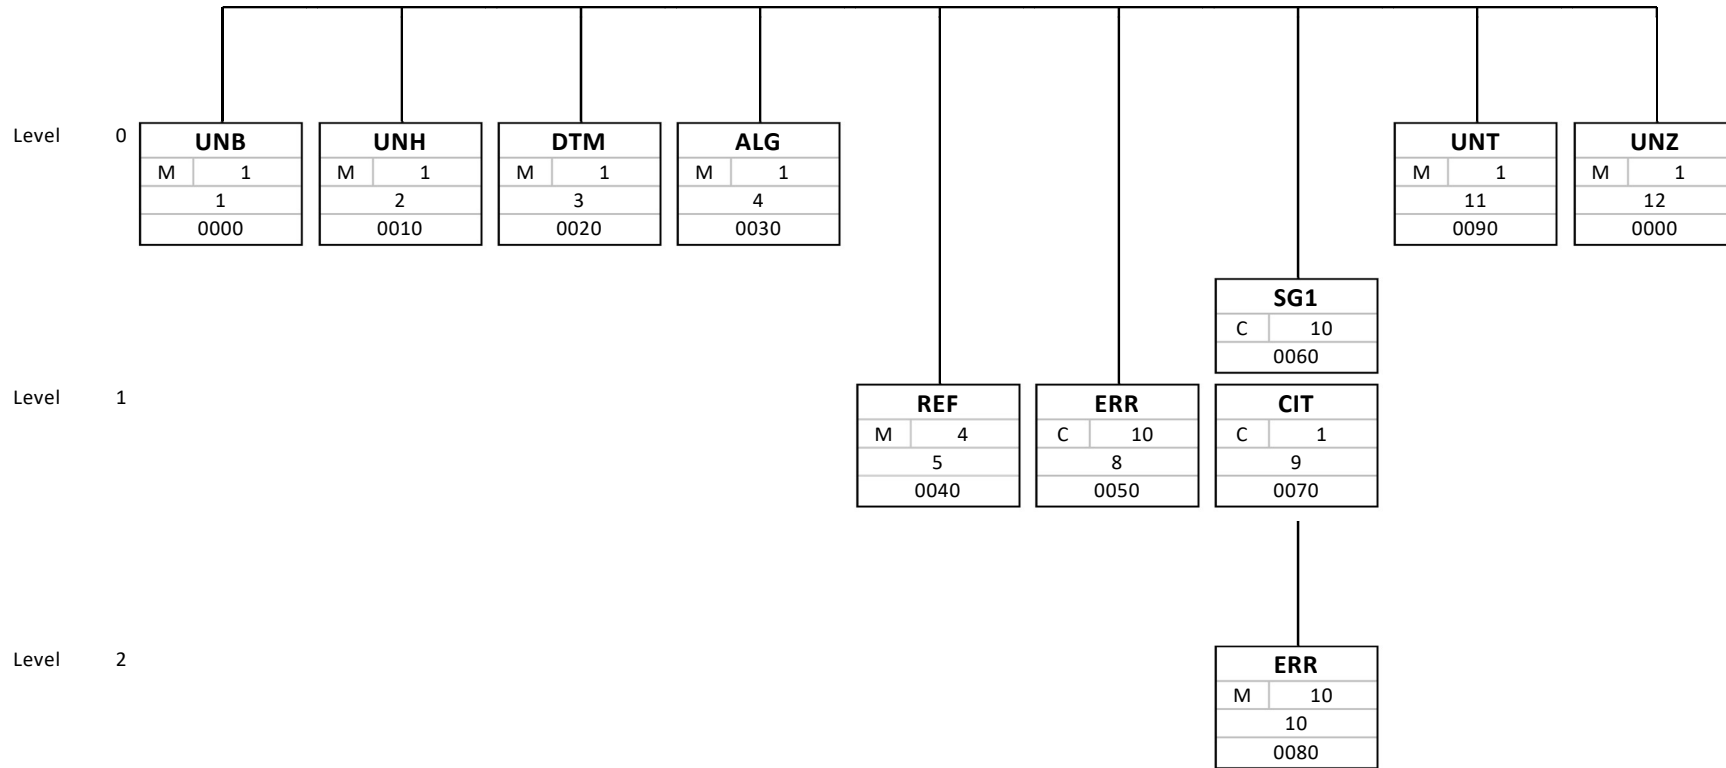 Level 0
UNB UNH DTM ALG UNT UNZ
M 1 M 1 M 1 M 1 M 1 M 1
1 2 3 4 11 12
0000 0010 0020 0030 0090 0000
SG1
C 10
0060
Level 1
REF ERR CIT
M 4 C 10 C 1
5 8 9
0040 0050 0070
Level 2
ERR
M 10
10
0080